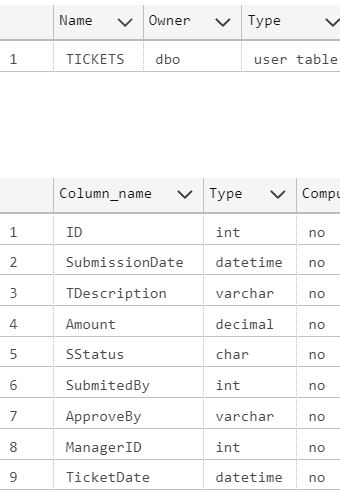 Name Owner Type
1 TICKETS dbo user table
Column_name Type Compu
1 ID int no
2 SubmissionDate datetime no
3 TDescription varchar no
4 Amount decimal no
5 SStatus char no
6 SubmitedBy int no
7 ApproveBy varchar no
8 ManagerID int no
9 TicketDate datetime no